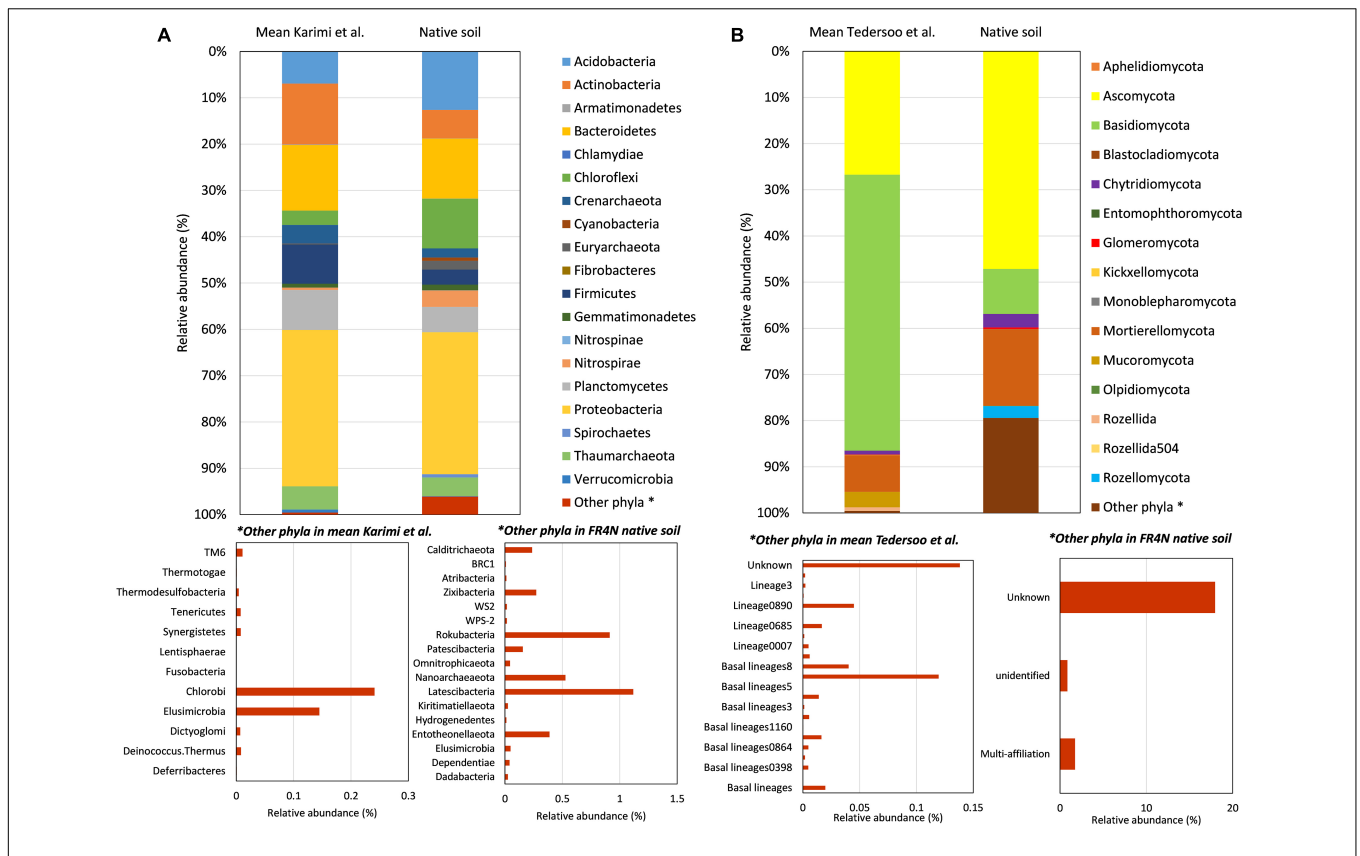 A
Mean Karimi et al.
Native soil
0%
10%
20%
30%
40%
50%
60%
70%
80%
90%
100%
Relative abundance (%)
Acidobacteria
Actinobacteria
Armatimonadetes
Bacteroidetes
Chlamydiae
Chloroflexi
Crenarchaeota
Cyanobacteria
Euryarchaeota
Fibrobacteres
Firmicutes
Gemmatimonadetes
Nitrospinae
Nitrospirae
Planctomycetes
Proteobacteria
Spirochaetes
Thaumarchaeota
Verrucomicrobia
Other phyla *
B
Mean Tedersoo et al.
Native soil
0%
10%
20%
30%
40%
50%
60%
70%
80%
90%
100%
Relative abundance (%)
Aphelidiomycota
Ascomycota
Basidiomycota
Blastocladiomycota
Chytridiomycota
Entomophthoromycota
Glomeromycota
Kickxellomycota
Monoblepharomycota
Mortierellomycota
Mucoromycota
Olpidiomycota
Rozellida
Rozellida504
Rozellomycota
Other phyla *
*Other phyla in mean Karimi et al.
TM6
Thermotogae
Thermodesulfobacteria
Tenericutes
Synergistetes
Lentisphaerae
Fusobacteria
Chlorobi
Elusimicrobia
Dictyoglomi
Deinococcus.Thermus
Deferribacteres
0 0.1 0.2 0.3
Relative abundance (%)
*Other phyla in FR4N native soil
Calditrichaeota
BRC1
Atribacteria
Zixibacteria
WS2
WPS-2
Rokubacteria
Patescibacteria
Omnitrophicaeota
Nanoarchaeaeota
Latescibacteria
Kiritimatiellaeota
Hydrogenedentes
Entotheonellaeota
Elusimicrobia
Dependentiae
Dadabacteria
0 0.5 1 1.5
Relative abundance (%)
*Other phyla in mean Tedersoo et al.
Unknown
Lineage3
Lineage0890
Lineage0685
Lineage0007
Basal lineages8
Basal lineages5
Basal lineages3
Basal lineages1160
Basal lineages0864
Basal lineages0398
Basal lineages
0 0.05 0.1 0.15
Relative abundance (%)
*Other phyla in FR4N native soil
Unknown
unidentified
Multi-affiliation
0 10 20
Relative abundance (%)